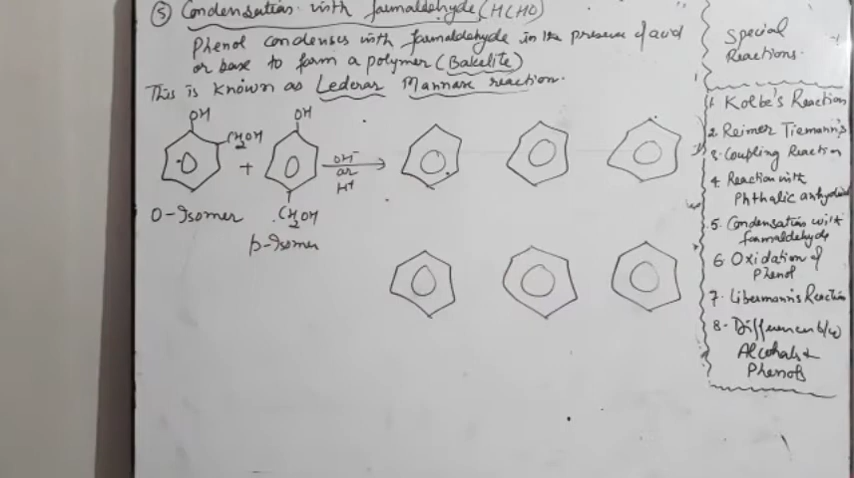 ⑤ Condensation with formaldehyde (HCHO)
Phenol condenses with formaldehyde in the presence of acid
or base to form a polymer (Bakelite)
This is known as Lederar Mannase reaction.
OH
CH2OH
+
OH
CH2OH
OH-
or
H+
O-Isomer
p-Isomer
Special
Reactions.
1. Kolbe's Reaction
2. Reimer Tiemann's
3. Coupling Reaction
4. Reaction with
Phthalic anhydride
5. Condensation with
formaldehyde
6. Oxidation of
Phenol
7. Libermann's Reaction
8. Difference b/w
Alcohols &
Phenols